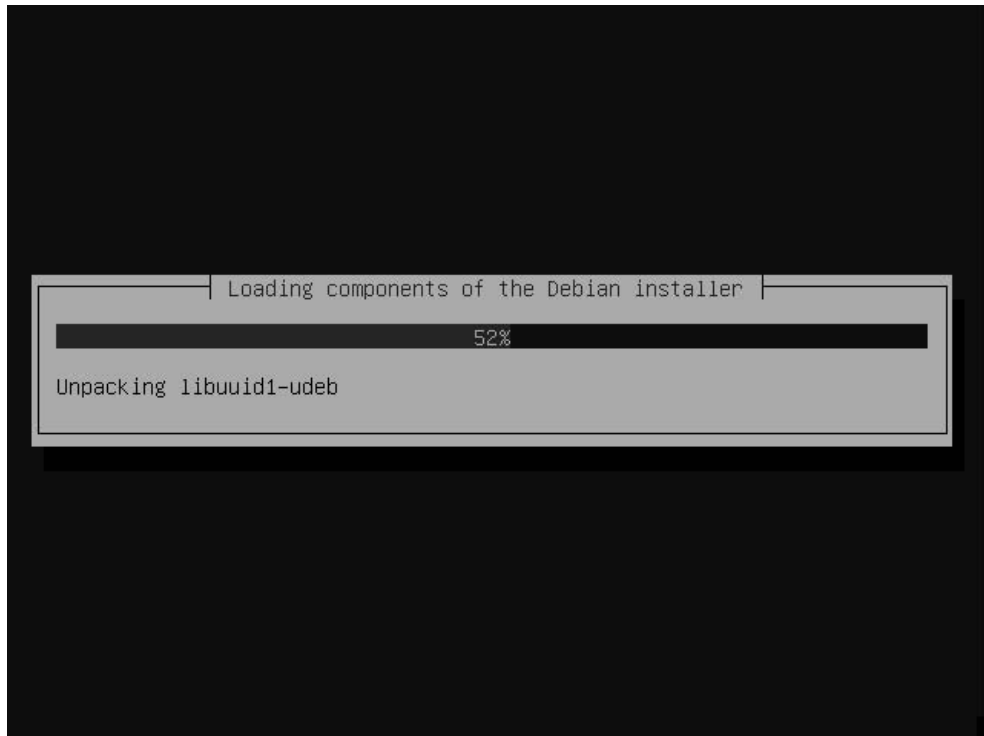 Loading components of the Debian installer
52%
Unpacking libuuid1-udeb